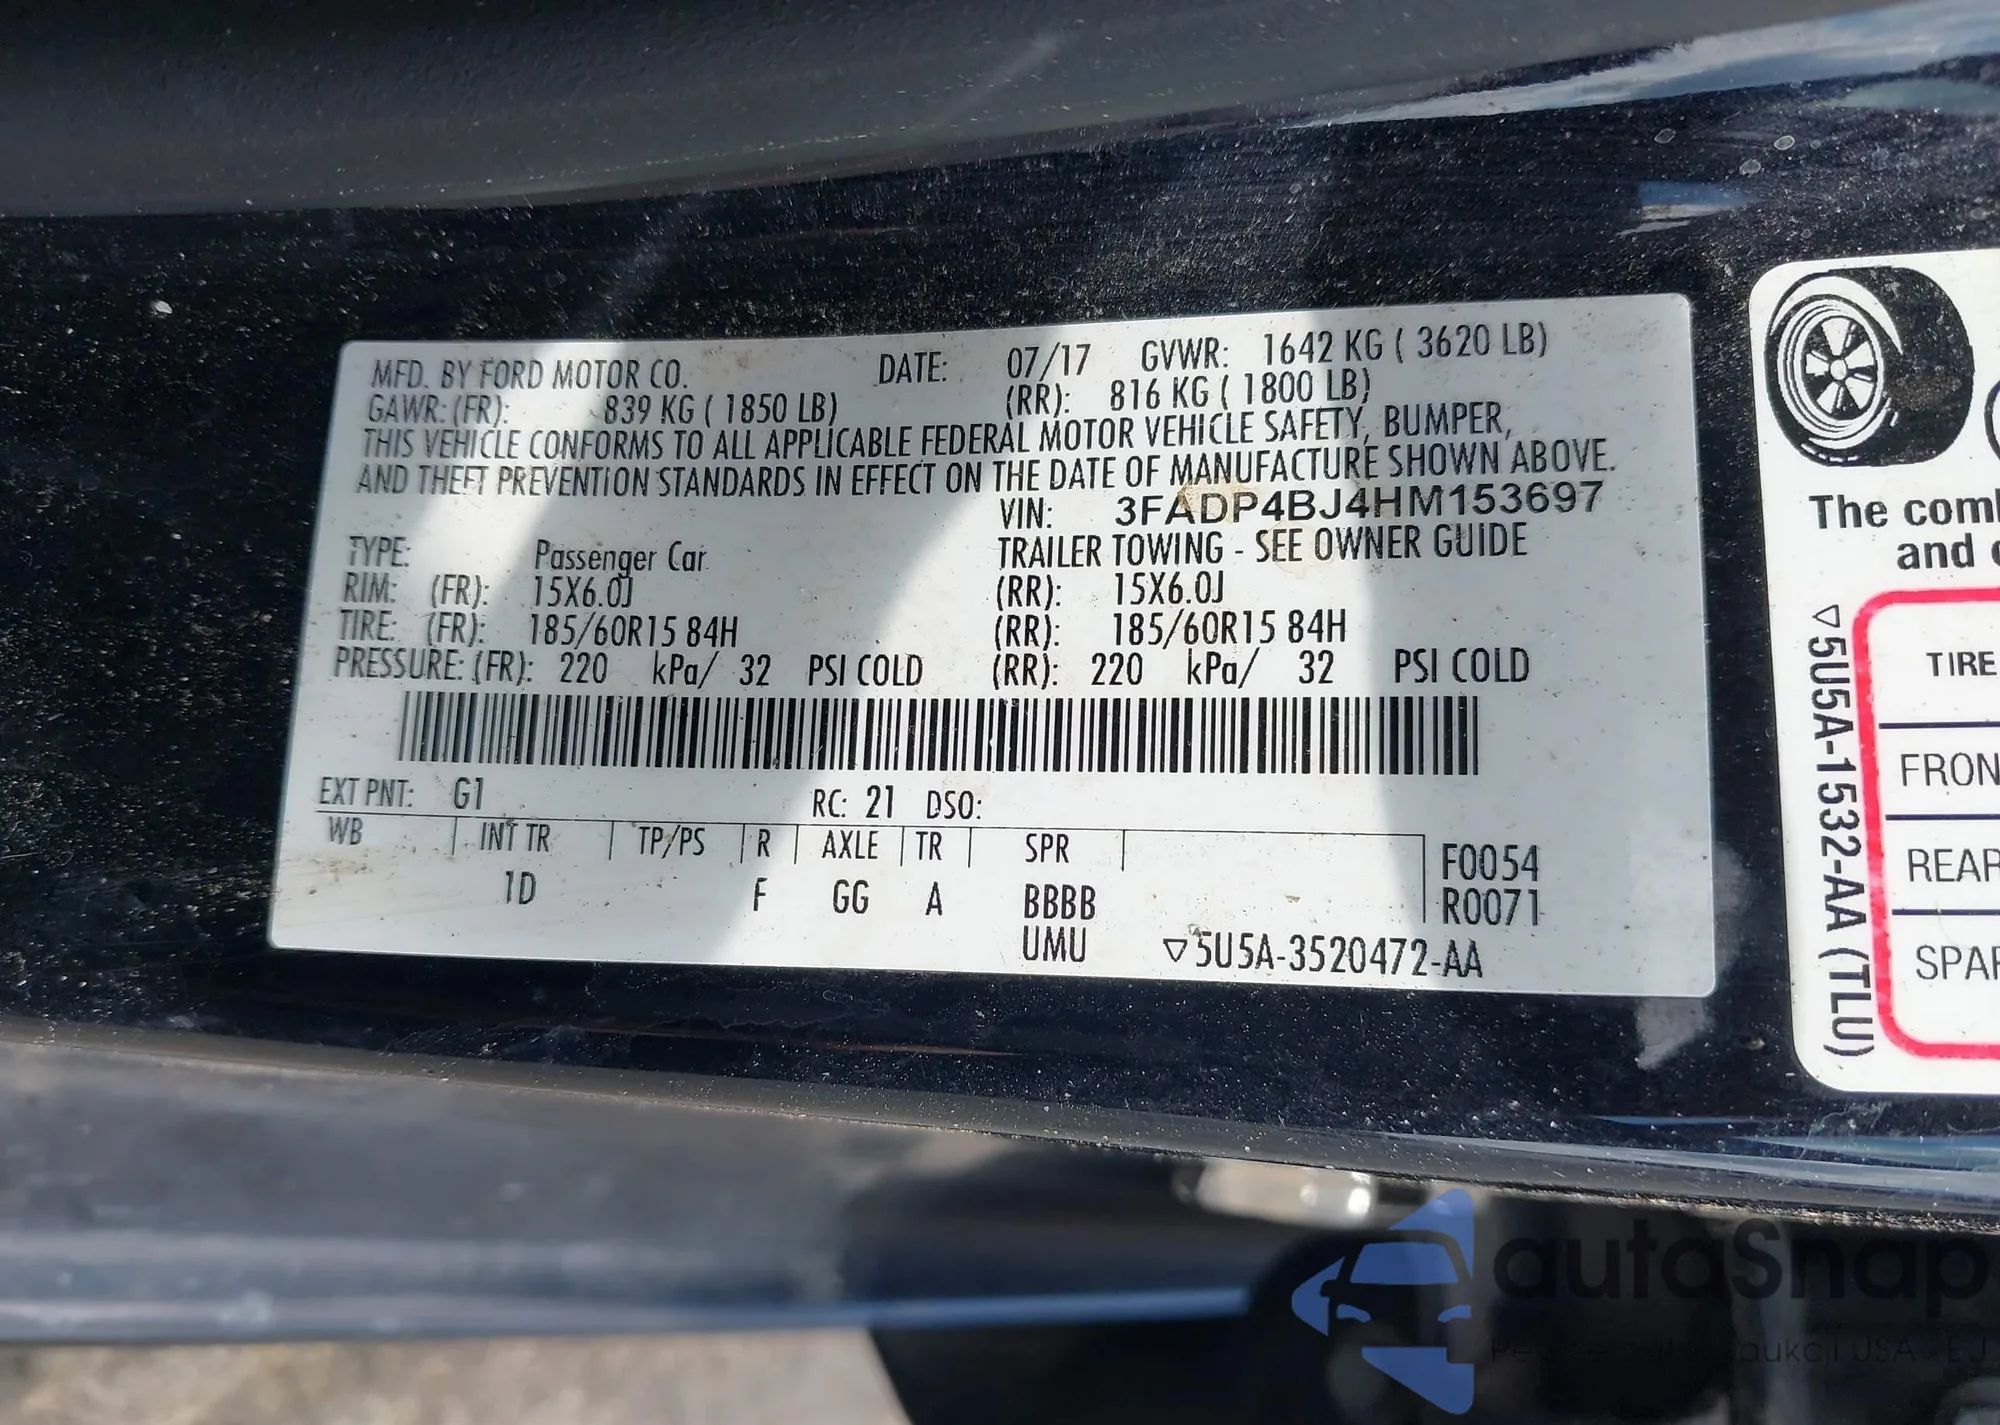 MFD. BY FORD MOTOR CO. DATE: 07/17 GVWR: 1642 KG ( 3620 LB)
GAWR: (FR): 839 KG ( 1850 LB) (RR): 816 KG ( 1800 LB)
THIS VEHICLE CONFORMS TO ALL APPLICABLE FEDERAL MOTOR VEHICLE SAFETY, BUMPER,
AND THEFT PREVENTION STANDARDS IN EFFECT ON THE DATE OF MANUFACTURE SHOWN ABOVE.
VIN: 3FADP4BJ4HM153697
TYPE: Passenger Car TRAILER TOWING - SEE OWNER GUIDE
RIM: (FR): 15X6.0J (RR): 15X6.0J
TIRE: (FR): 185/60R15 84H (RR): 185/60R15 84H
PRESSURE: (FR): 220 kPa/ 32 PSI COLD (RR): 220 kPa/ 32 PSI COLD
EXT PNT: G1 RC: 21 DSO:
WB INT TR TP/PS R AXLE TR SPR
1D F GG A BBBB
UMU
F0054
R0071
▽5U5A-3520472-AA
The
and
▽5U5A-1532-AA (TLU)
TIRE
FRON
REAR
SPAR
autoSnap